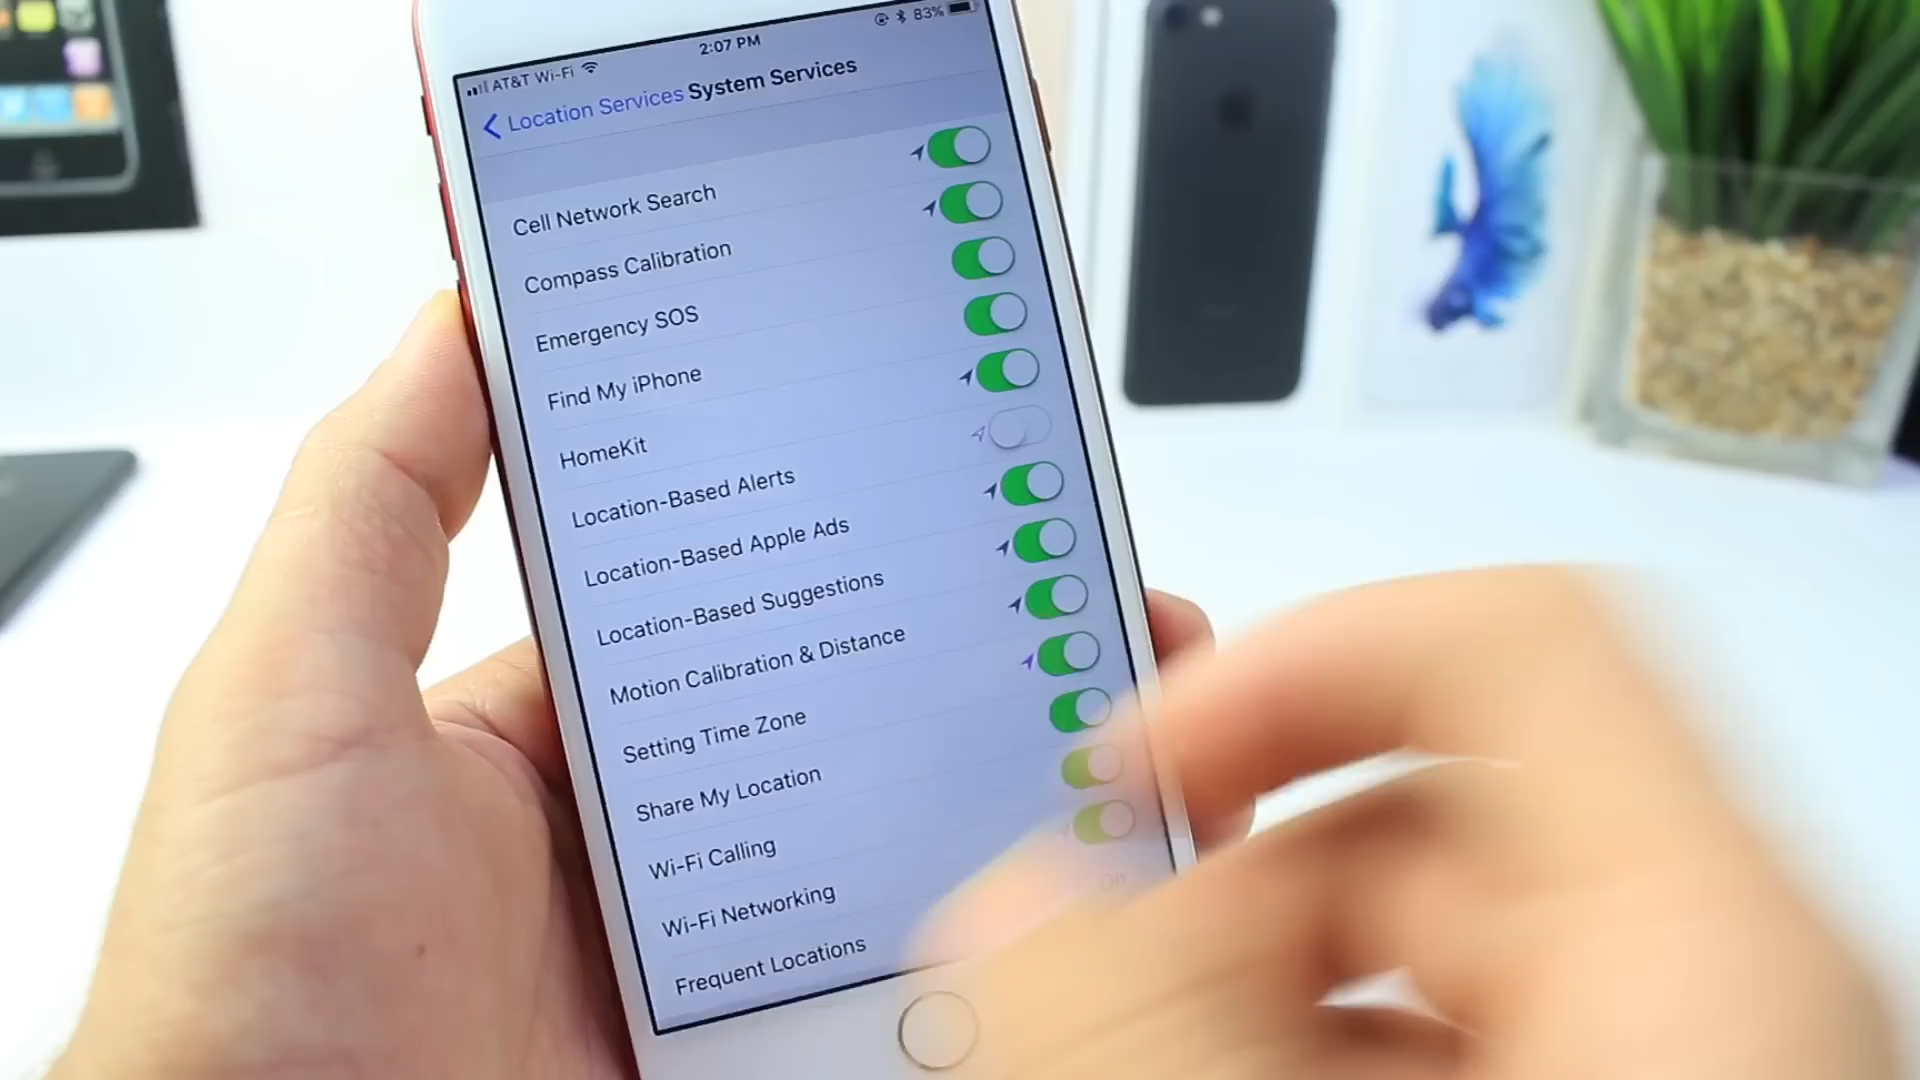 AT&T Wi-Fi 2:07 PM 83%
Location Services System Services
Cell Network Search
Compass Calibration
Emergency SOS
Find My iPhone
HomeKit
Location-Based Alerts
Location-Based Apple Ads
Location-Based Suggestions
Motion Calibration & Distance
Setting Time Zone
Share My Location
Wi-Fi Calling
Wi-Fi Networking
Frequent Locations